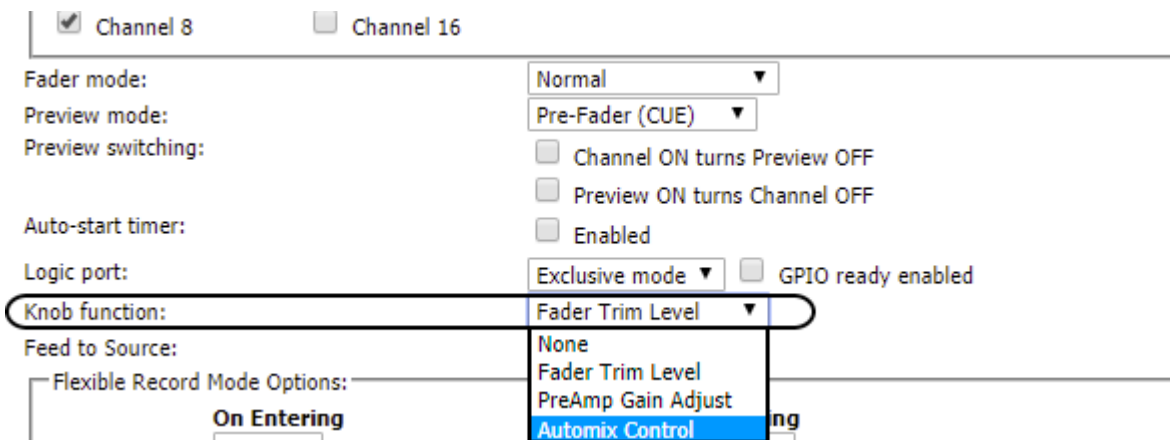 Channel 8 Channel 16
Fader mode: Normal
Preview mode: Pre-Fader (CUE)
Preview switching: Channel ON turns Preview OFF
Preview ON turns Channel OFF
Auto-start timer: Enabled
Logic port: Exclusive mode GPIO ready enabled
Knob function: Fader Trim Level
Feed to Source: None
Flexible Record Mode Options: Fader Trim Level
PreAmp Gain Adjust
On Entering Automix Control ng